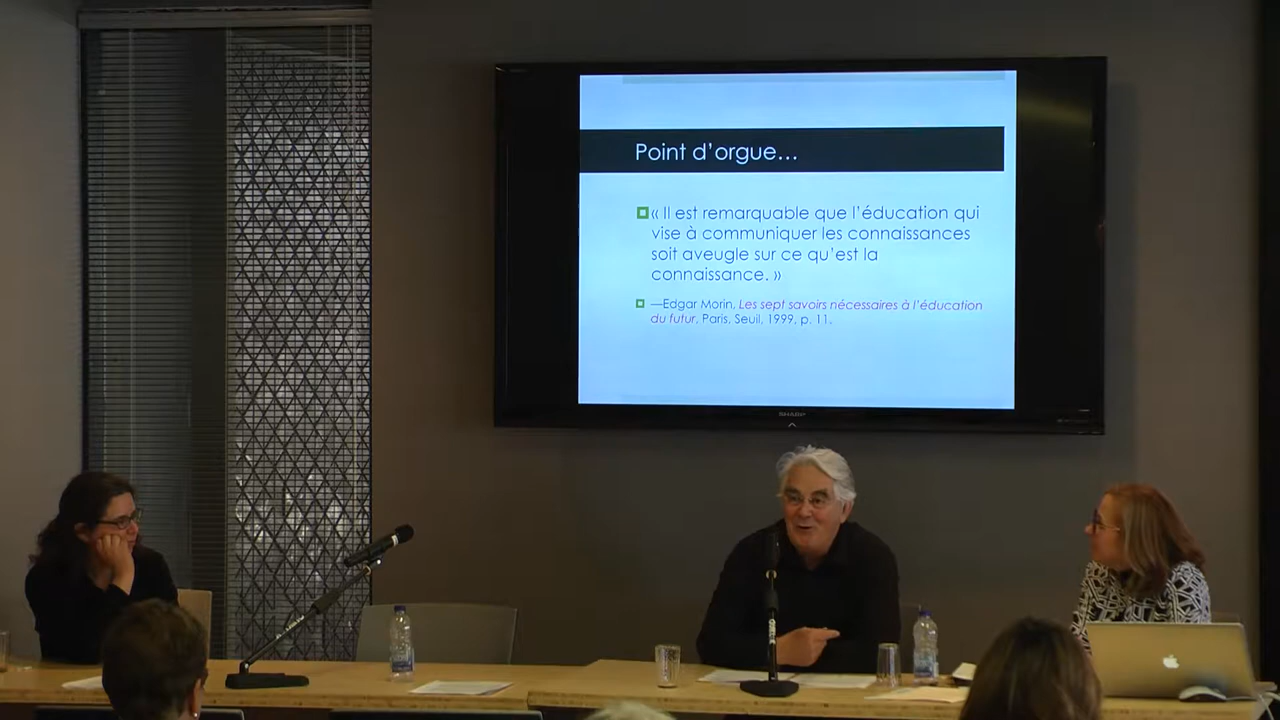 Point d'orgue...
« Il est remarquable que l'éducation qui
vise à communiquer les connaissances
soit aveugle sur ce qu'est la
connaissance. »
—Edgar Morin, Les sept savoirs nécessaires à l'éducation
du futur, Paris, Seuil, 1999, p. 11.
SHARP